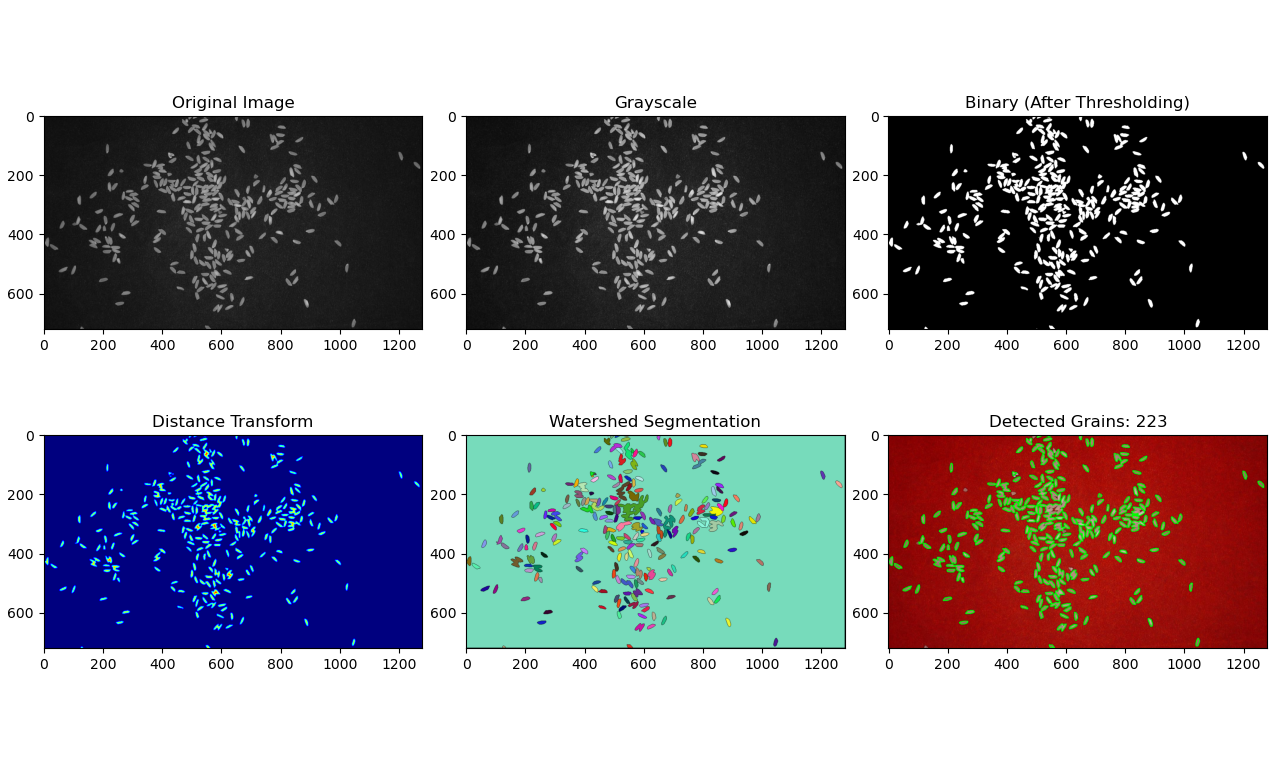 Original Image
Grayscale
Binary (After Thresholding)
0
200
400
600
0 200 400 600 800 1000 1200
0
200
400
600
0 200 400 600 800 1000 1200
0
200
400
600
0 200 400 600 800 1000 1200
Distance Transform
Watershed Segmentation
Detected Grains: 223
0
200
400
600
0 200 400 600 800 1000 1200
0
200
400
600
0 200 400 600 800 1000 1200
0
200
400
600
0 200 400 600 800 1000 1200